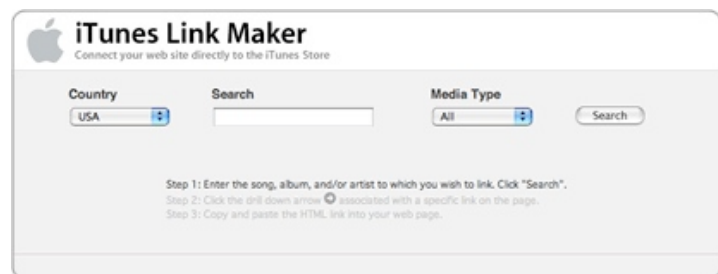 iTunes Link Maker
Connect your web site directly to the iTunes Store
Country Search Media Type
USA All Search
Step 1: Enter the song, album, and/or artist to which you wish to link. Click "Search".
Step 2: Click the drill down arrow associated with a specific link on the page.
Step 3: Copy and paste the HTML link into your web page.